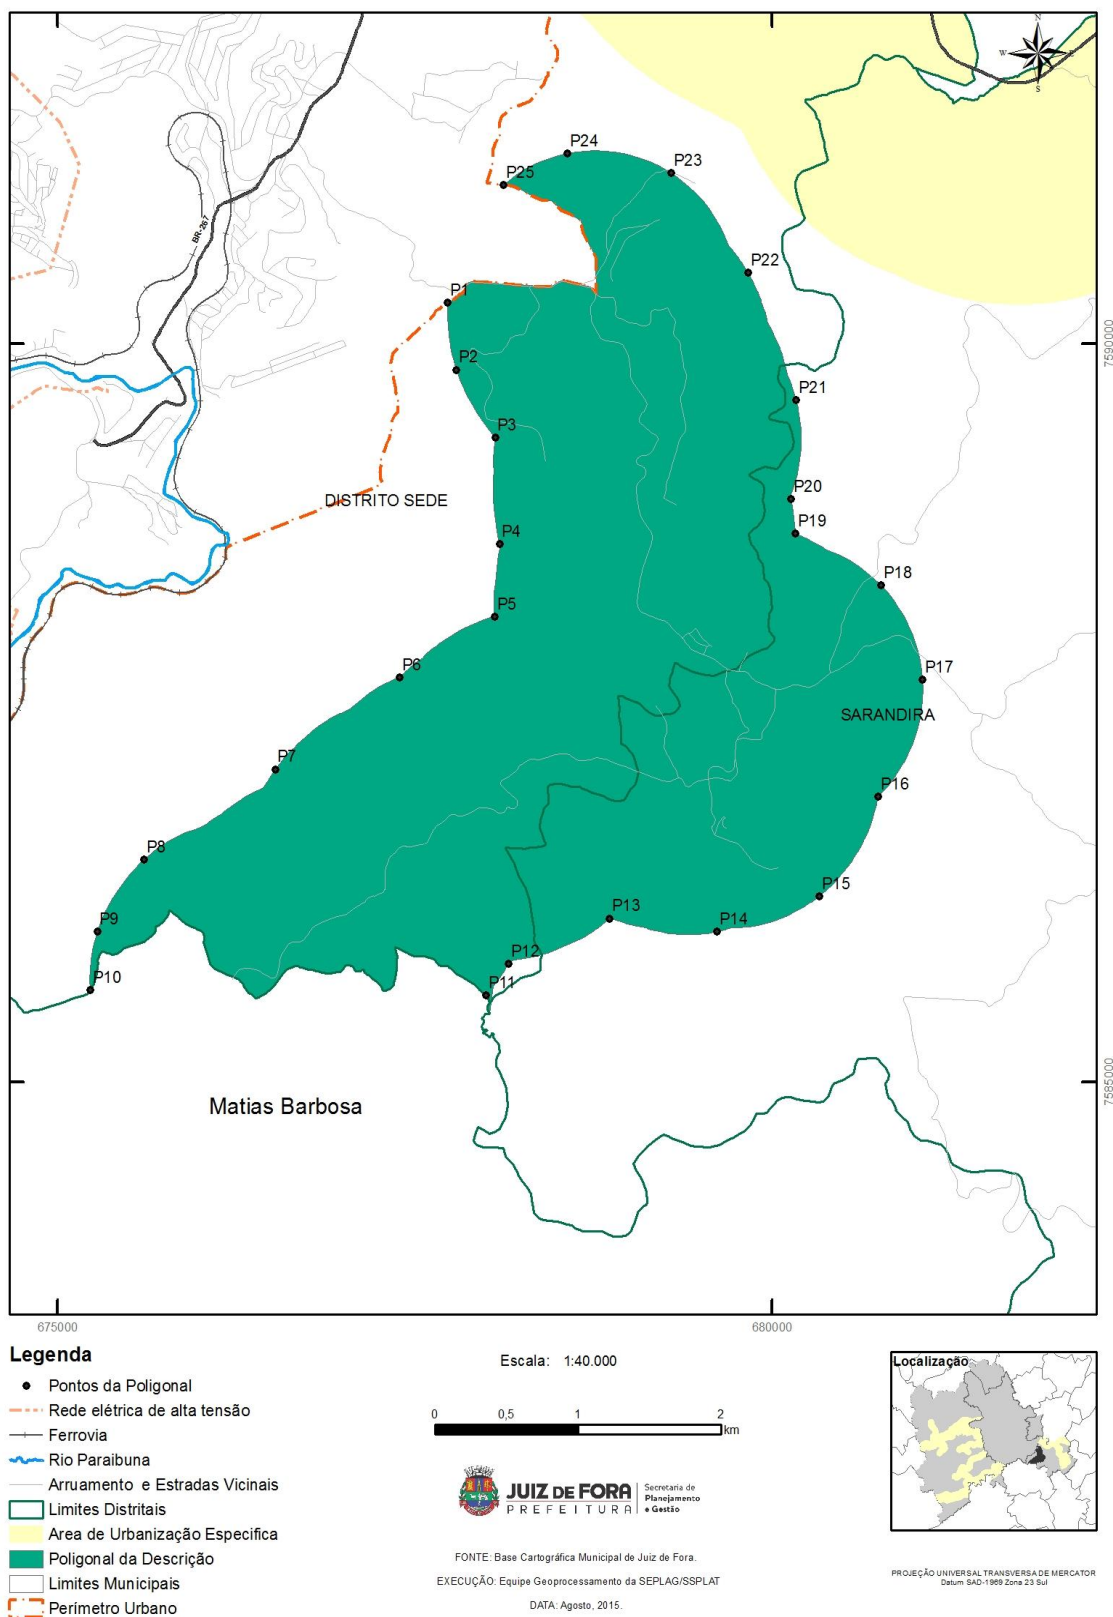 N
W
E
S
P24
P23
P25
BR-267
P22
P1
7590000
P2
P21
P3
P20
DISTRITO SEDE
P19
P4
P18
P5
P6
P17
SARANDIRA
P7
P16
P8
P15
P13
P9
P14
P12
P10
P11
7585000
Matias Barbosa
675000
680000
Legenda
Pontos da Poligonal
Rede elétrica de alta tensão
Ferrovia
Rio Paraibuna
Arruamento e Estradas Vicinais
Limites Distritais
Area de Urbanização Especifica
Poligonal da Descrição
Limites Municipais
Perímetro Urbano
Escala: 1:40.000
0 0,5 1 2
km
JUIZ DE FORA
PREFEITURA
Secretaria de
Planejamento
e Gestão
FONTE: Base Cartográfica Municipal de Juiz de Fora.
EXECUÇÃO: Equipe Geoprocessamento da SEPLAG/SSPLAT
DATA: Agosto, 2015.
Localização
PROJEÇÃO UNIVERSAL TRANSVERSA DE MERCATOR
Datum SAD-1969 Zona 23 Sul